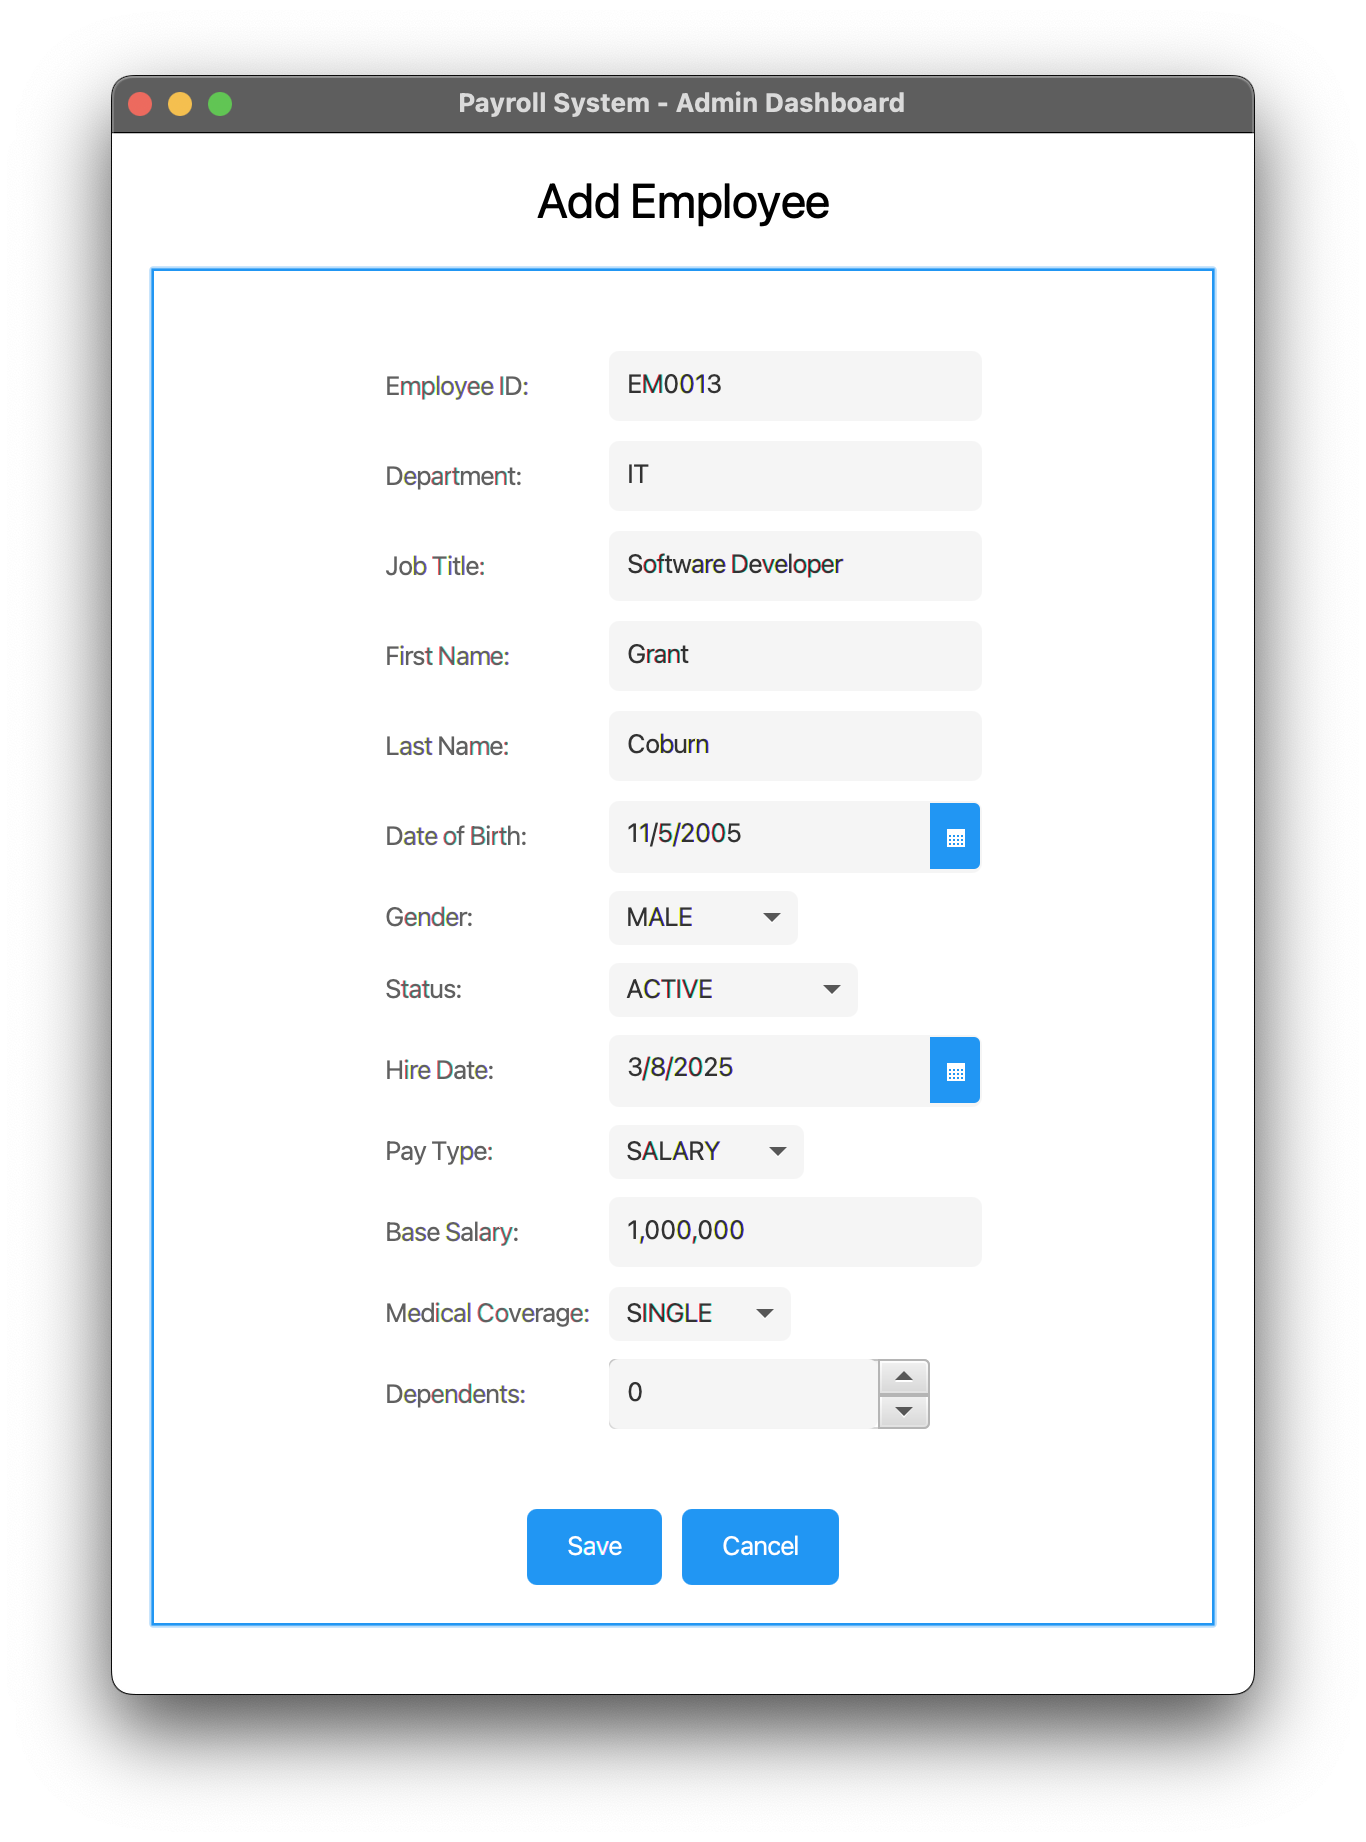 Payroll System - Admin Dashboard
Add Employee
Employee ID: EM0013
Department: IT
Job Title: Software Developer
First Name: Grant
Last Name: Coburn
Date of Birth: 11/5/2005
Gender: MALE
Status: ACTIVE
Hire Date: 3/8/2025
Pay Type: SALARY
Base Salary: 1,000,000
Medical Coverage: SINGLE
Dependents: 0
Save Cancel